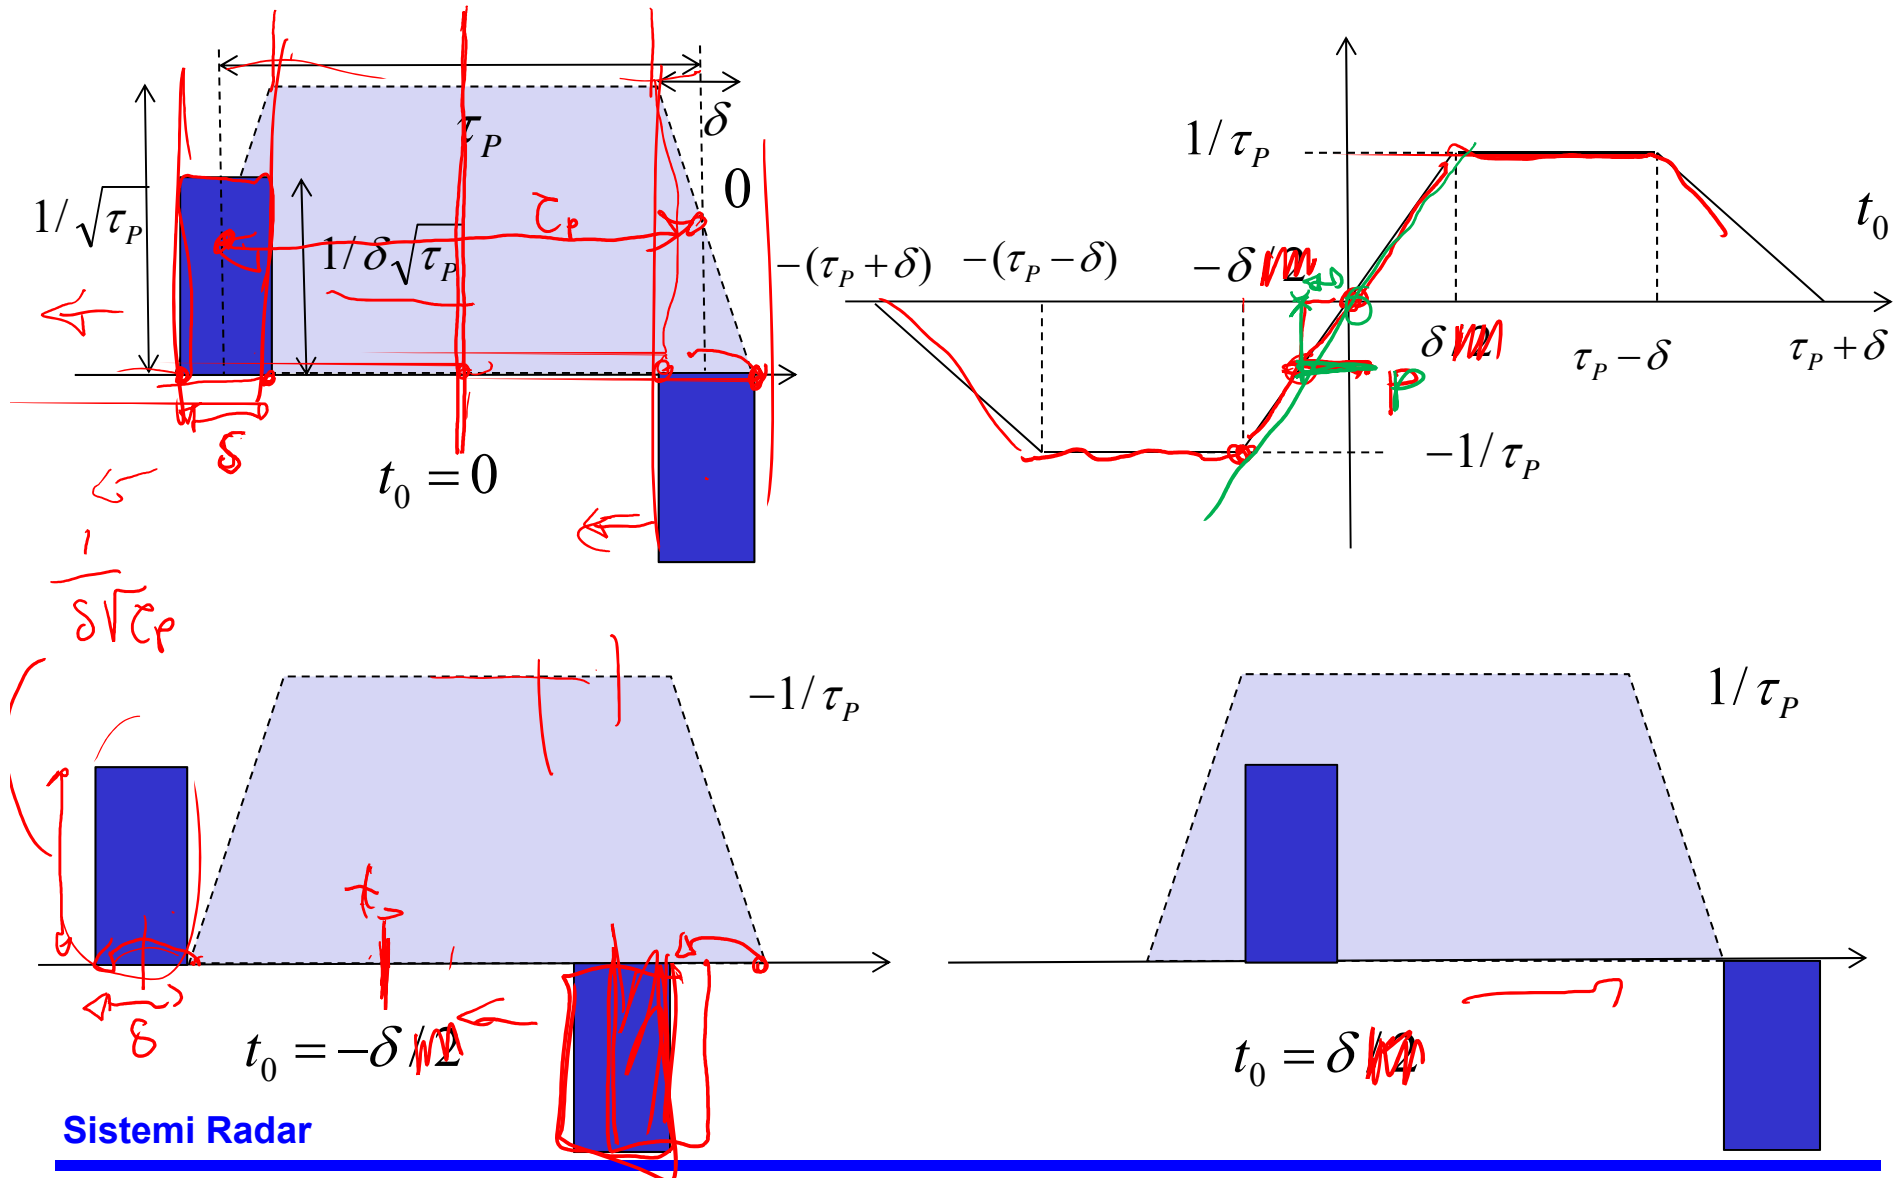 τ_P
δ
0
1/√τ_P
τ_P
1/δ√τ_P
δ
t_0 = 0
1/δ√τ_P
1/τ_P
t_0
−(τ_P + δ)
−(τ_P − δ)
−δ/2
δ/2
τ_P − δ
τ_P + δ
P
−1/τ_P
−1/τ_P
δ
t_0 = −δ/2
1/τ_P
t_0 = δ/2
Sistemi Radar